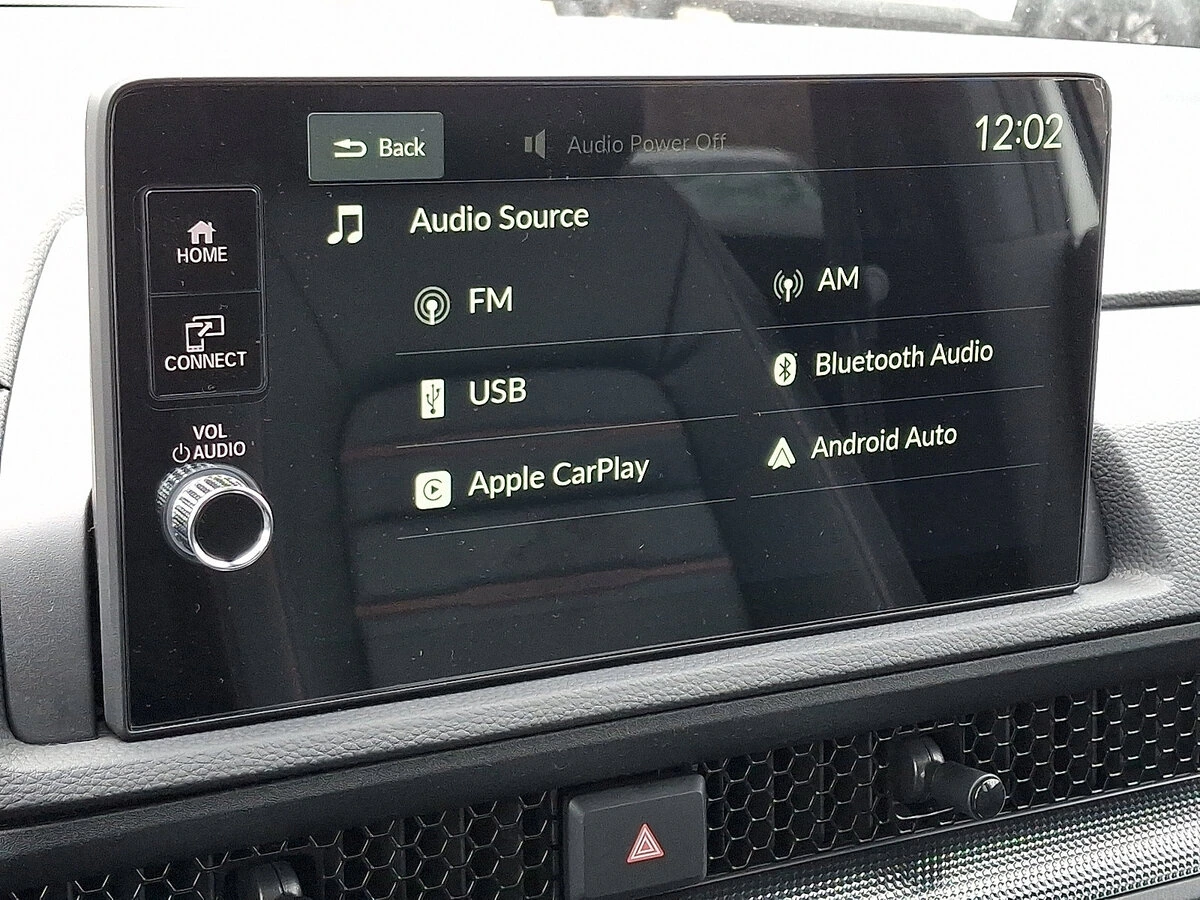 Back
Audio Power Off
12:02
HOME
CONNECT
VOL
AUDIO
Audio Source
FM
AM
USB
Bluetooth Audio
Apple CarPlay
Android Auto